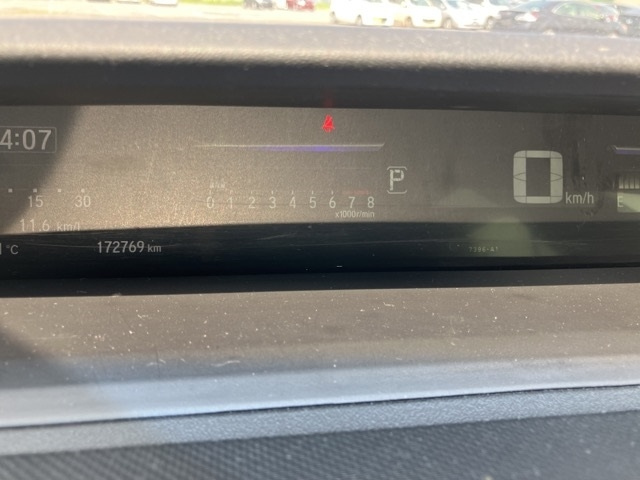 4:07
P
0 km/h
15 30
0 1 2 3 4 5 6 7 8
x1000r/min
E
11.6 km/l
°C
172769 km